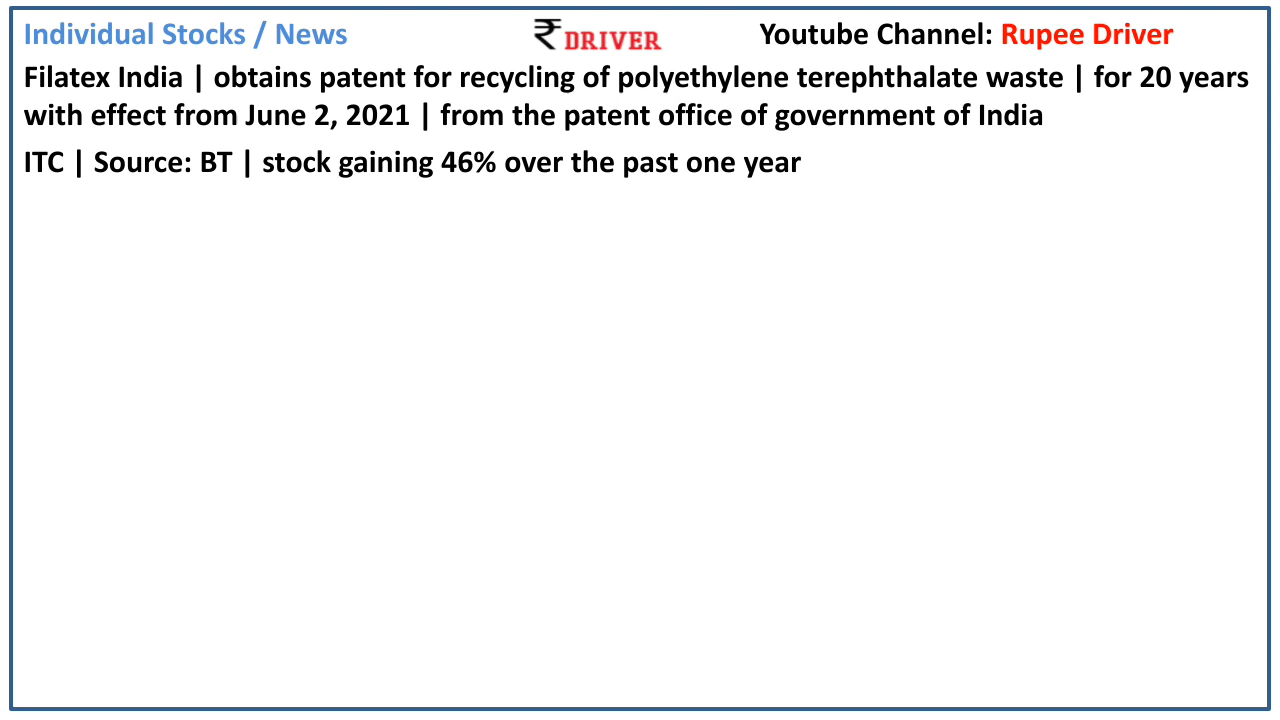 Individual Stocks / News
₹ DRIVER
Youtube Channel: Rupee Driver
Filatex India | obtains patent for recycling of polyethylene terephthalate waste | for 20 years
with effect from June 2, 2021 | from the patent office of government of India
ITC | Source: BT | stock gaining 46% over the past one year